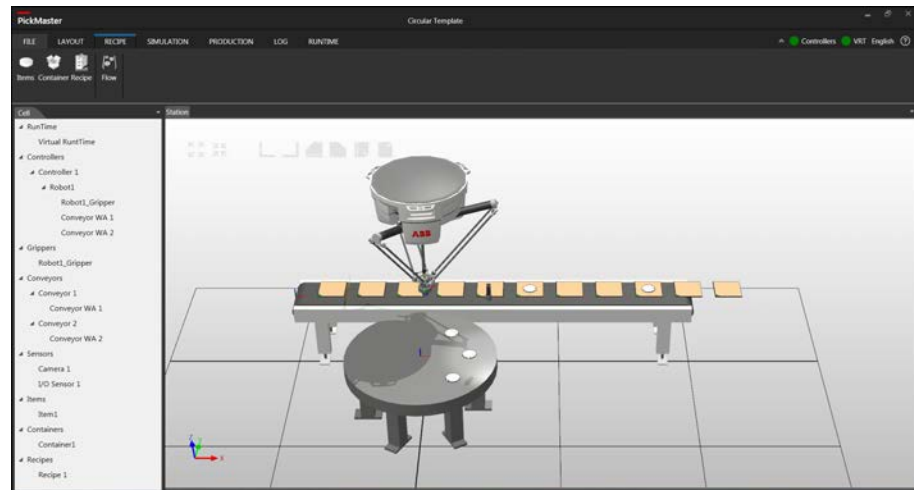 PickMaster
Circular Template
FILE LAYOUT RECIPE SIMULATION PRODUCTION LOG RUNTIME
Controllers VRT English
Items Container Recipe Flow
Cell
Station
RunTime
Virtual RuntTime
Controllers
Controller 1
Robot1
Robot1_Gripper
Conveyor WA 1
Conveyor WA 2
Grippers
Robot1_Gripper
Conveyors
Conveyor 1
Conveyor WA 1
Conveyor 2
Conveyor WA 2
Sensors
Camera 1
I/O Sensor 1
Items
Item1
Containers
Container1
Recipes
Recipe 1
ABB
Z
Y
X